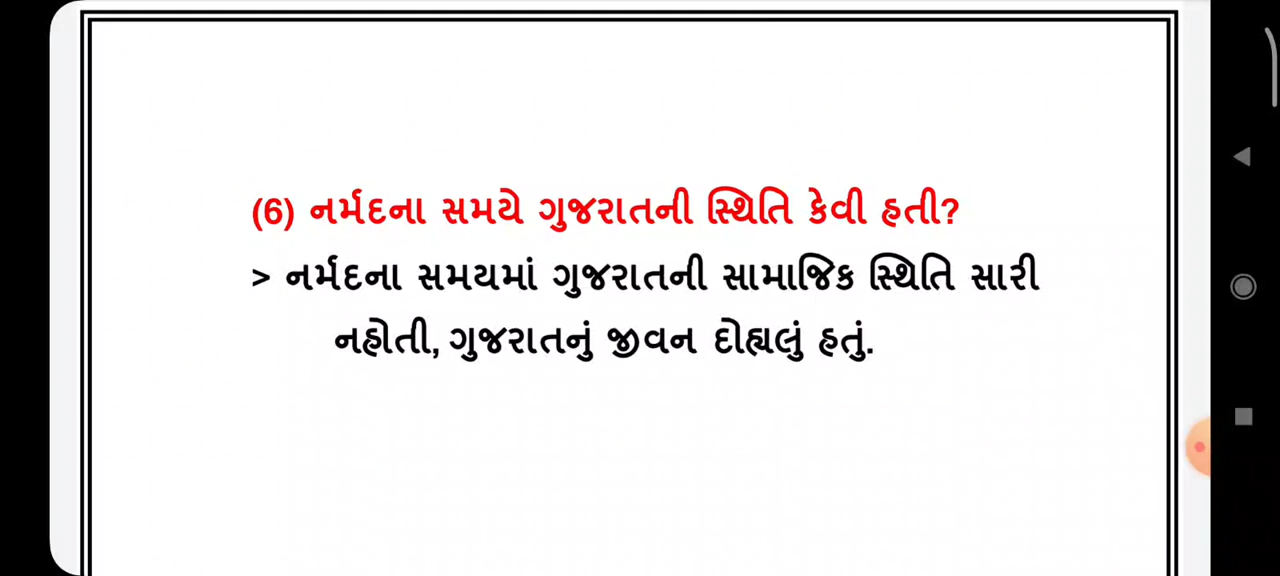 (6) નર્મદના સમયે ગુજરાતની સ્થિતિ કેવી હતી?
> નર્મદના સમયમાં ગુજરાતની સામાજિક સ્થિતિ સારી
નહોતી, ગુજરાતનું જીવન દોહ્યલું હતું.